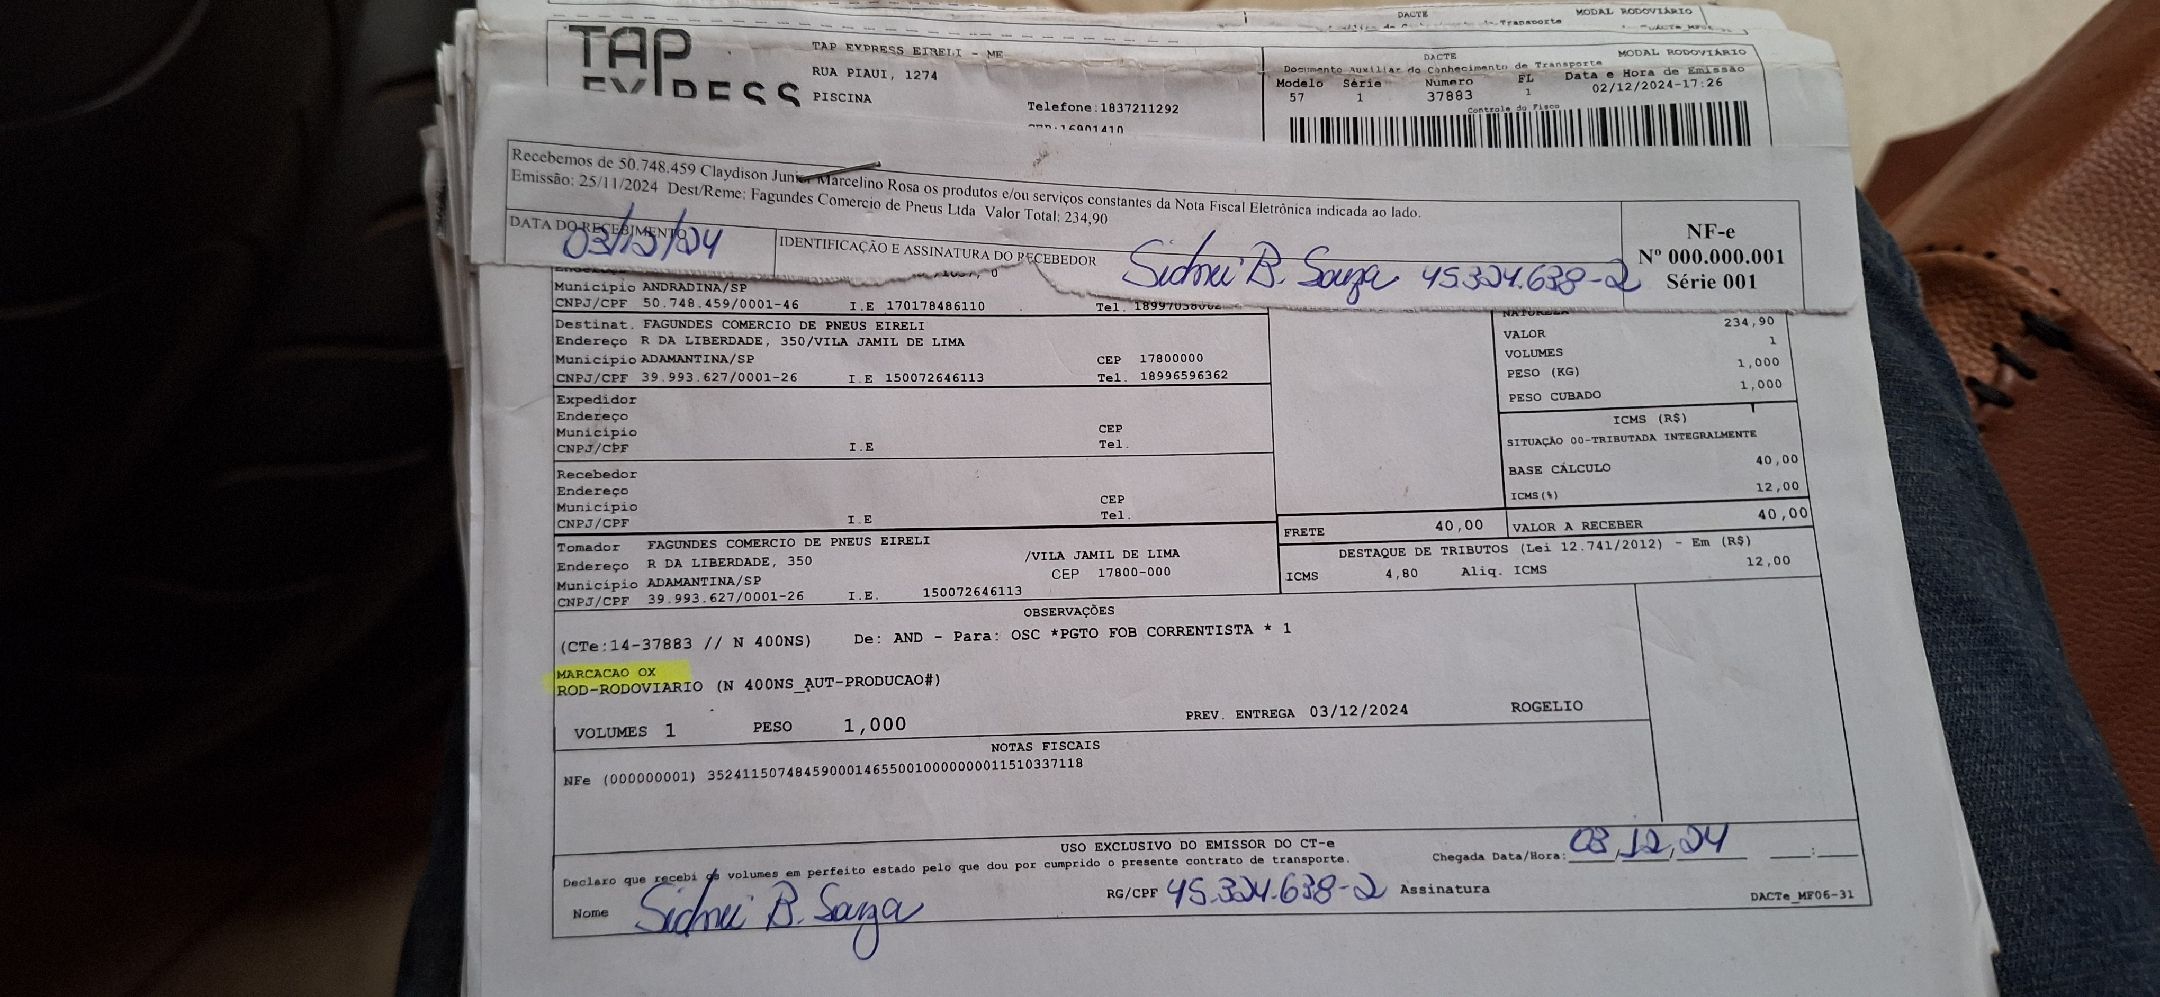 DACTE
MODAL RODOVIÁRIO
TAP
EXPRESS
TAP EXPRESS EIRELI - ME
RUA PIAUI, 1274
PISCINA
Telefone:1837211292
CEP:16901410
DACTE
MODAL RODOVIÁRIO
Documento Auxiliar do Conhecimento de Transporte
Modelo Série Número FL Data e Hora de Emissão
57 1 37883 1 02/12/2024-17:26
Controle do Fisco
Recebemos de 50.748.459 Claydison Junior Marcelino Rosa os produtos e/ou serviços constantes da Nota Fiscal Eletrônica indicada ao lado.
Emissão: 25/11/2024 Dest/Reme: Fagundes Comercio de Pneus Ltda Valor Total: 234,90
DATA DO RECEBIMENTO
03/12/24
IDENTIFICAÇÃO E ASSINATURA DO RECEBEDOR
Sidnei B. Souza 45.324.638-2
NF-e
Nº 000.000.001
Série 001
Município ANDRADINA/SP
CNPJ/CPF 50.748.459/0001-46 I.E 170178486110 Tel.
Destinat. FAGUNDES COMERCIO DE PNEUS EIRELI
Endereço R DA LIBERDADE, 350/VILA JAMIL DE LIMA
Município ADAMANTINA/SP CEP 17800000
CNPJ/CPF 39.993.627/0001-26 I.E 150072646113 Tel. 18996596362
Expedidor
Endereço
Município CEP
CNPJ/CPF I.E Tel.
Recebedor
Endereço
Município CEP
CNPJ/CPF I.E Tel.
Tomador FAGUNDES COMERCIO DE PNEUS EIRELI
Endereço R DA LIBERDADE, 350 /VILA JAMIL DE LIMA
Município ADAMANTINA/SP CEP 17800-000
CNPJ/CPF 39.993.627/0001-26 I.E. 150072646113
NATUREZA
VALOR 234,90
VOLUMES 1
PESO (KG) 1,000
PESO CUBADO 1,000
ICMS (R$)
SITUAÇÃO 00-TRIBUTADA INTEGRALMENTE
BASE CÁLCULO 40,00
ICMS(%) 12,00
FRETE 40,00 VALOR A RECEBER 40,00
DESTAQUE DE TRIBUTOS (Lei 12.741/2012) - Em (R$)
ICMS 4,80 Aliq. ICMS 12,00
OBSERVAÇÕES
(CTe:14-37883 // N 400NS) De: AND - Para: OSC *PGTO FOB CORRENTISTA * 1
MARCACAO OX
ROD-RODOVIARIO (N 400NS_AUT-PRODUCAO#)
VOLUMES 1 PESO 1,000 PREV. ENTREGA 03/12/2024 ROGELIO
NOTAS FISCAIS
NFe (000000001) 35241150748459000146550010000000011510337118
USO EXCLUSIVO DO EMISSOR DO CT-e
Declaro que recebi os volumes em perfeito estado pelo que dou por cumprido o presente contrato de transporte.
Chegada Data/Hora: 03,12,24 __:__
Nome Sidnei B. Souza RG/CPF 45.324.638-2 Assinatura
DACTe_MF06-31